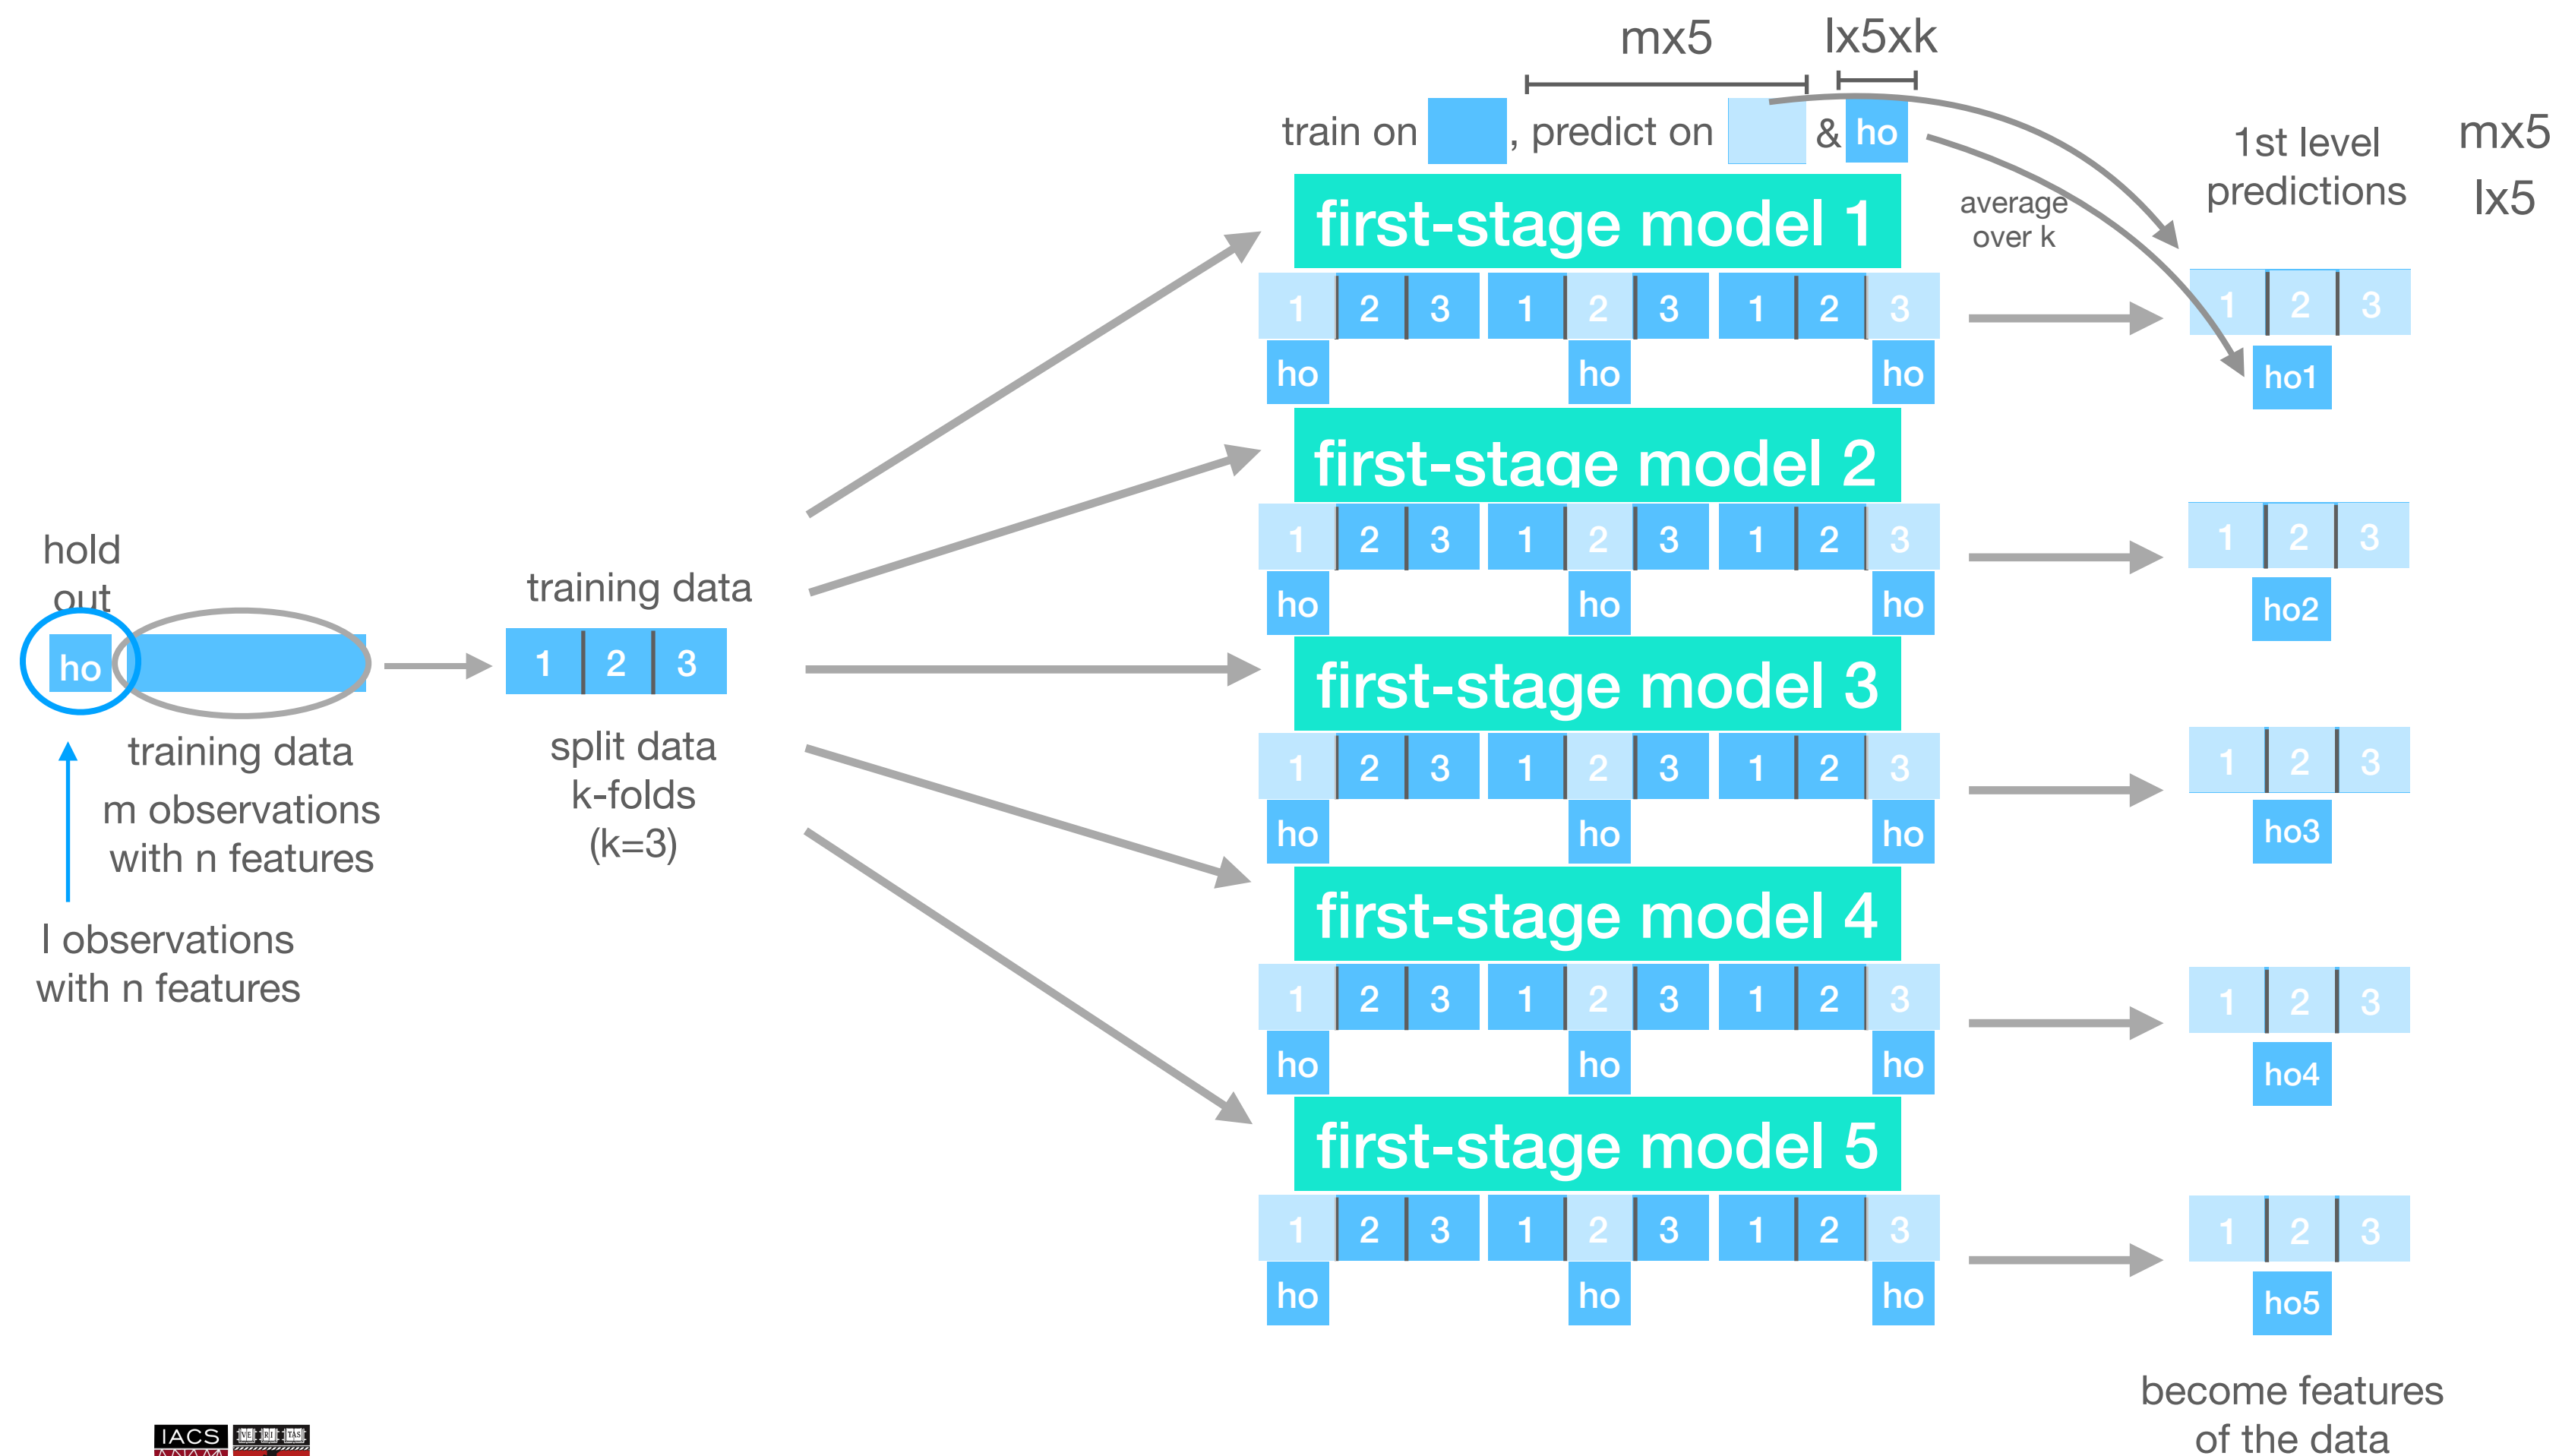 mx5
lx5xk
train on , predict on & ho
1st level
predictions
mx5
lx5
average
over k
first-stage model 1
1 2 3 1 2 3 1 2 3
ho ho ho
1 2 3
ho1
first-stage model 2
1 2 3 1 2 3 1 2 3
ho ho ho
1 2 3
ho2
first-stage model 3
1 2 3 1 2 3 1 2 3
ho ho ho
1 2 3
ho3
first-stage model 4
1 2 3 1 2 3 1 2 3
ho ho ho
1 2 3
ho4
first-stage model 5
1 2 3 1 2 3 1 2 3
ho ho ho
1 2 3
ho5
hold
out
ho
training data
m observations
with n features
l observations
with n features
training data
1 2 3
split data
k-folds
(k=3)
become features
of the data
IACS
VE RI TAS